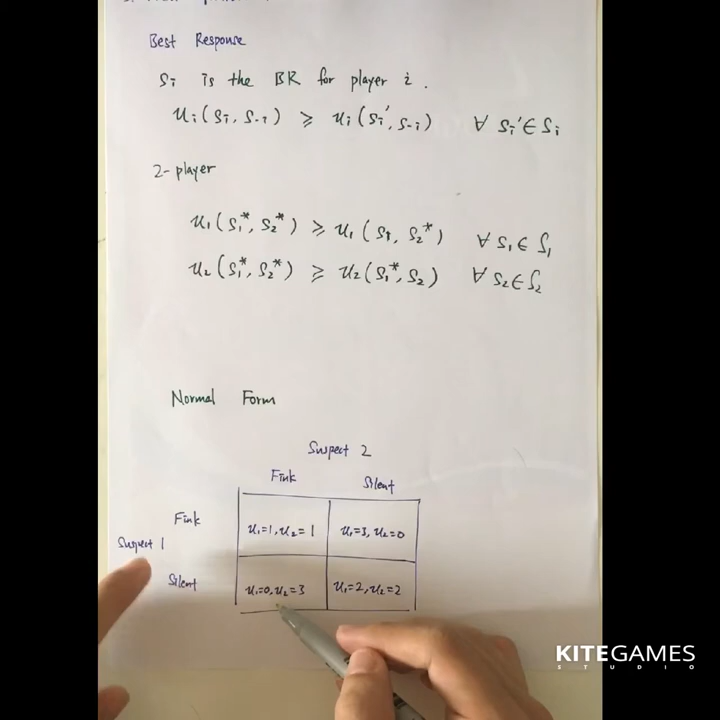 Best Response
Si is the BR for player i.
ui(si, s-i) ⩾ ui(si', s-i) ∀ si' ∈ Si
2-player
u1(s1*, s2*) ⩾ u1(s1, s2*) ∀ s1 ∈ S1
u2(s1*, s2*) ⩾ u2(s1*, s2) ∀ s2 ∈ S2
Normal Form
Suspect 2
Fink Silent
Fink u1=1, u2=1 u1=3, u2=0
Suspect 1
Silent u1=0, u2=3 u1=2, u2=2
KITEGAMES
STUDIO